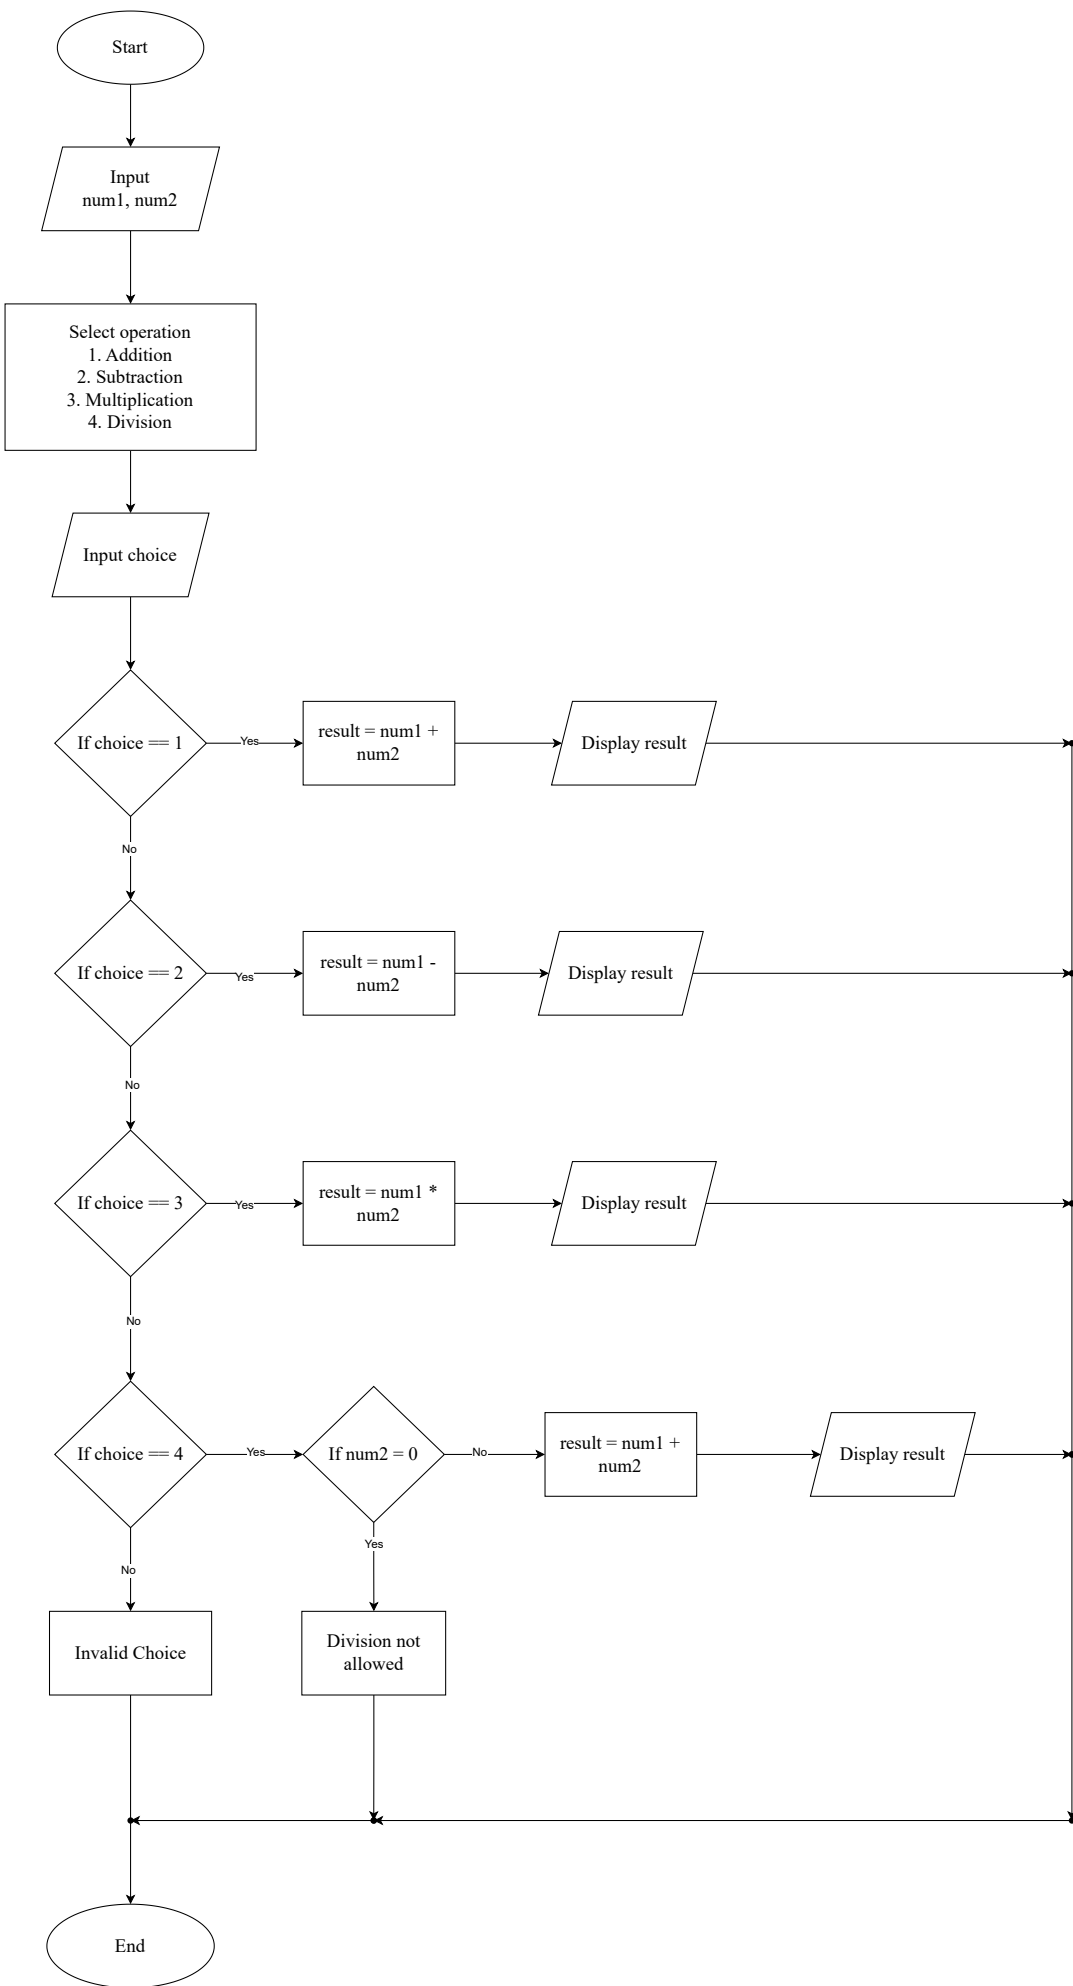 Start
Input
num1, num2
Select operation
1. Addition
2. Subtraction
3. Multiplication
4. Division
Input choice
If choice == 1
Yes
result = num1 +
num2
Display result
No
If choice == 2
Yes
result = num1 -
num2
Display result
No
If choice == 3
Yes
result = num1 *
num2
Display result
No
If choice == 4
Yes
If num2 = 0
No
result = num1 +
num2
Display result
Yes
No
Invalid Choice
Division not
allowed
End